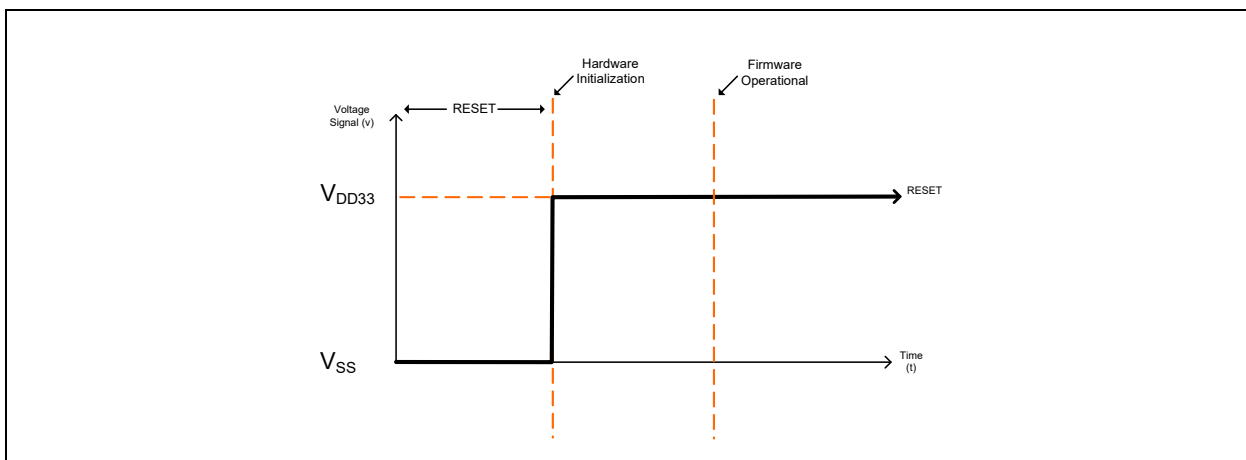 Hardware
Initialization
Firmware
Operational
Voltage
Signal (v)
RESET
VDD33
RESET
VSS
Time
(t)